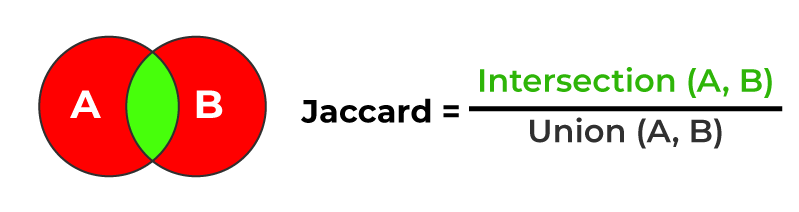 A
B
Jaccard =
Intersection (A, B)
Union (A, B)